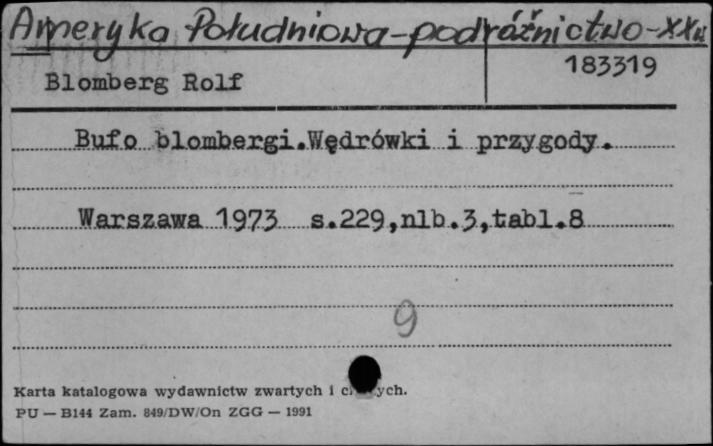 Ameryka Południowa-podróżnictwo-XXw
183319
Blomberg Rolf
Bufo blombergi.Wędrówki i przygody.
Warszawa 1973 s.229,nlb.3,tabl.8
9
Karta katalogowa wydawnictw zwartych i ych.
PU — B144 Zam. 849/DW/On ZGG — 1991